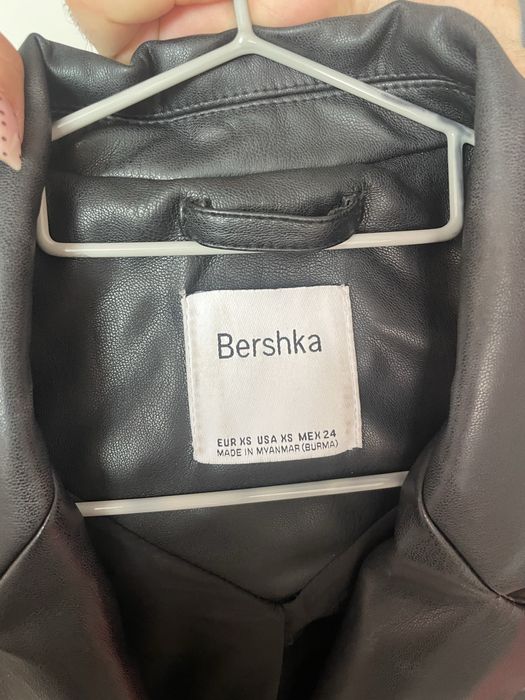 Bershka
EUR XS USA XS MEX 24
MADE IN MYANMAR (BURMA)